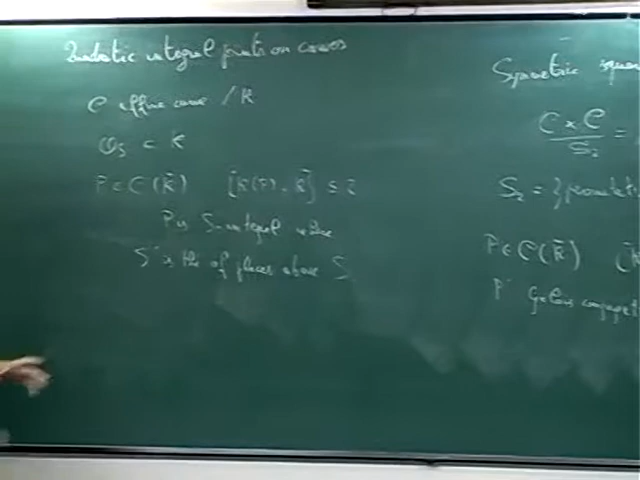 Quadratic integral points on curves
C affine curve / K
O_S ⊂ K
P ∈ C(K̄) [K(P):K] ≤ 2
P is S-integral
S' is the of places above S
Symmetric square
C × C / S₂ =
S₂ = {
P ∈ C(K̄)
P' Galois conjugate